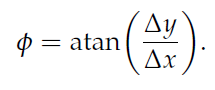 ϕ = atan(Δy/Δx).